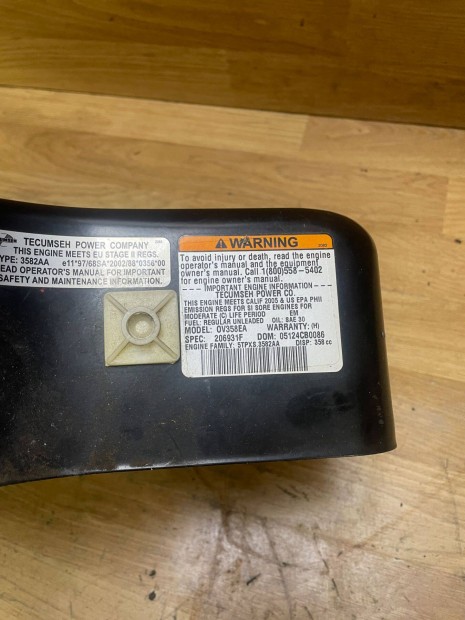 TECUMSEH POWER COMPANY
THIS ENGINE MEETS EU STAGE II REGS.
TYPE: 3582AA e11*97/68SA*2002/88*0356*00
READ OPERATOR'S MANUAL FOR IMPORTANT
SAFETY AND MAINTENANCE INFORMATION.
WARNING
To avoid injury or death, read the engine
operator's manual and the equipment
owner's manual. Call 1(800)558-5402
for engine owner's manual.
--- IMPORTANT ENGINE INFORMATION ---
TECUMSEH POWER CO.
THIS ENGINE MEETS CALIF 2005 & US EPA PHII
EMISSION REGS FOR SI SORE ENGINES FOR
MODERATE (C) LIFE PERIOD EM
FUEL: REGULAR UNLEADED OIL: SAE 30
MODEL: OV358EA WARRANTY: (H)
SPEC: 206931F DOM: 05124CB0086
ENGINE FAMILY: 5TPXS.3582AA DISP: 358 cc